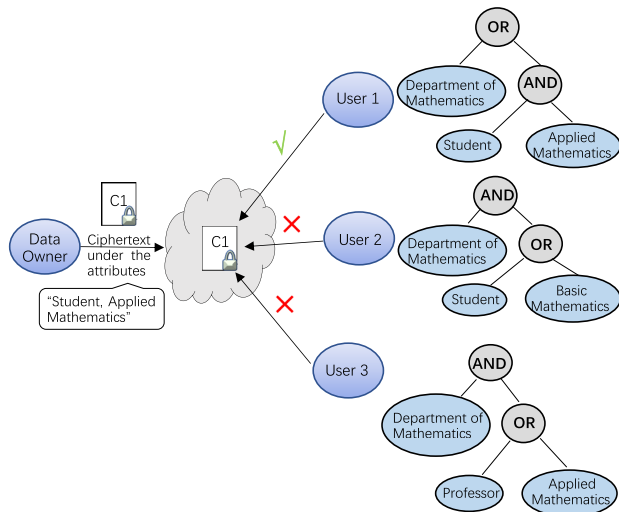 OR
Department of
Mathematics
AND
Student
Applied
Mathematics
User 1
√
C1
Data
Owner
Ciphertext
under the
attributes
"Student, Applied
Mathematics"
C1
User 2
AND
Department of
Mathematics
OR
Student
Basic
Mathematics
User 3
AND
Department of
Mathematics
OR
Professor
Applied
Mathematics